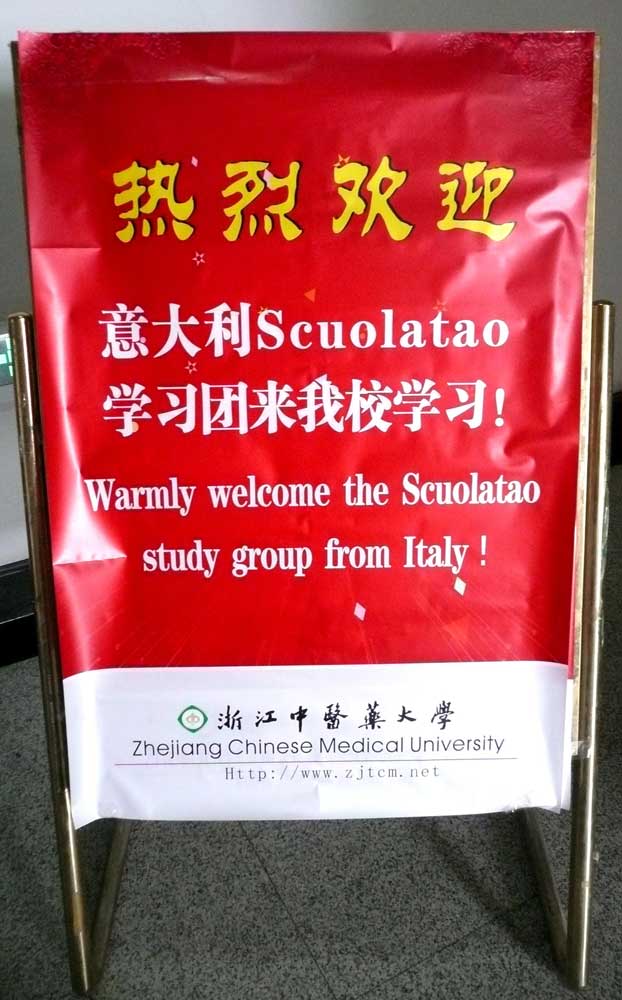 热烈欢迎
意大利Scuolatao
学习团来我校学习!
Warmly welcome the Scuolatao
study group from Italy!
浙江中醫藥大學
Zhejiang Chinese Medical University
Http://www.zjtcm.net